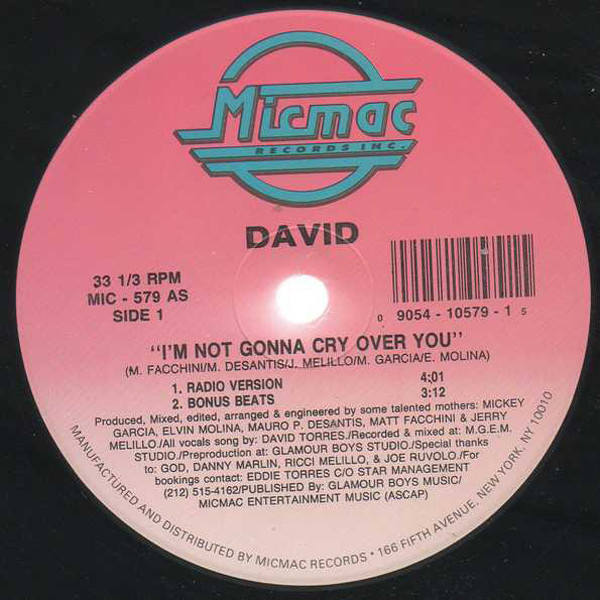 Micmac
RECORDS INC.
DAVID
33 1/3 RPM
MIC - 579 AS
SIDE 1
0 9054 - 10579 - 1 5
"I'M NOT GONNA CRY OVER YOU"
(M. FACCHINI/M. DESANTIS/J. MELILLO/M. GARCIA/E. MOLINA)
1. RADIO VERSION 4:01
2. BONUS BEATS 3:12
Produced, Mixed, edited, arranged & engineered by some talented mothers: MICKEY
GARCIA, ELVIN MOLINA, MAURO P. DESANTIS, MATT FACCHINI & JERRY
MELILLO./All vocals song by: DAVID TORRES./Recorded & mixed at: M.G.E.M.
STUDIO./Preproduction at: GLAMOUR BOYS STUDIO./Special thanks
to: GOD, DANNY MARLIN, RICCI MELILLO, & JOE RUVOLO./For
bookings contact: EDDIE TORRES C/O STAR MANAGEMENT
(212) 515-4162/Published By: GLAMOUR BOYS MUSIC/
MICMAC ENTERTAINMENT MUSIC (ASCAP)
MANUFACTURED AND DISTRIBUTED BY MICMAC RECORDS • 166 FIFTH AVENUE, NEW YORK, NY 10010